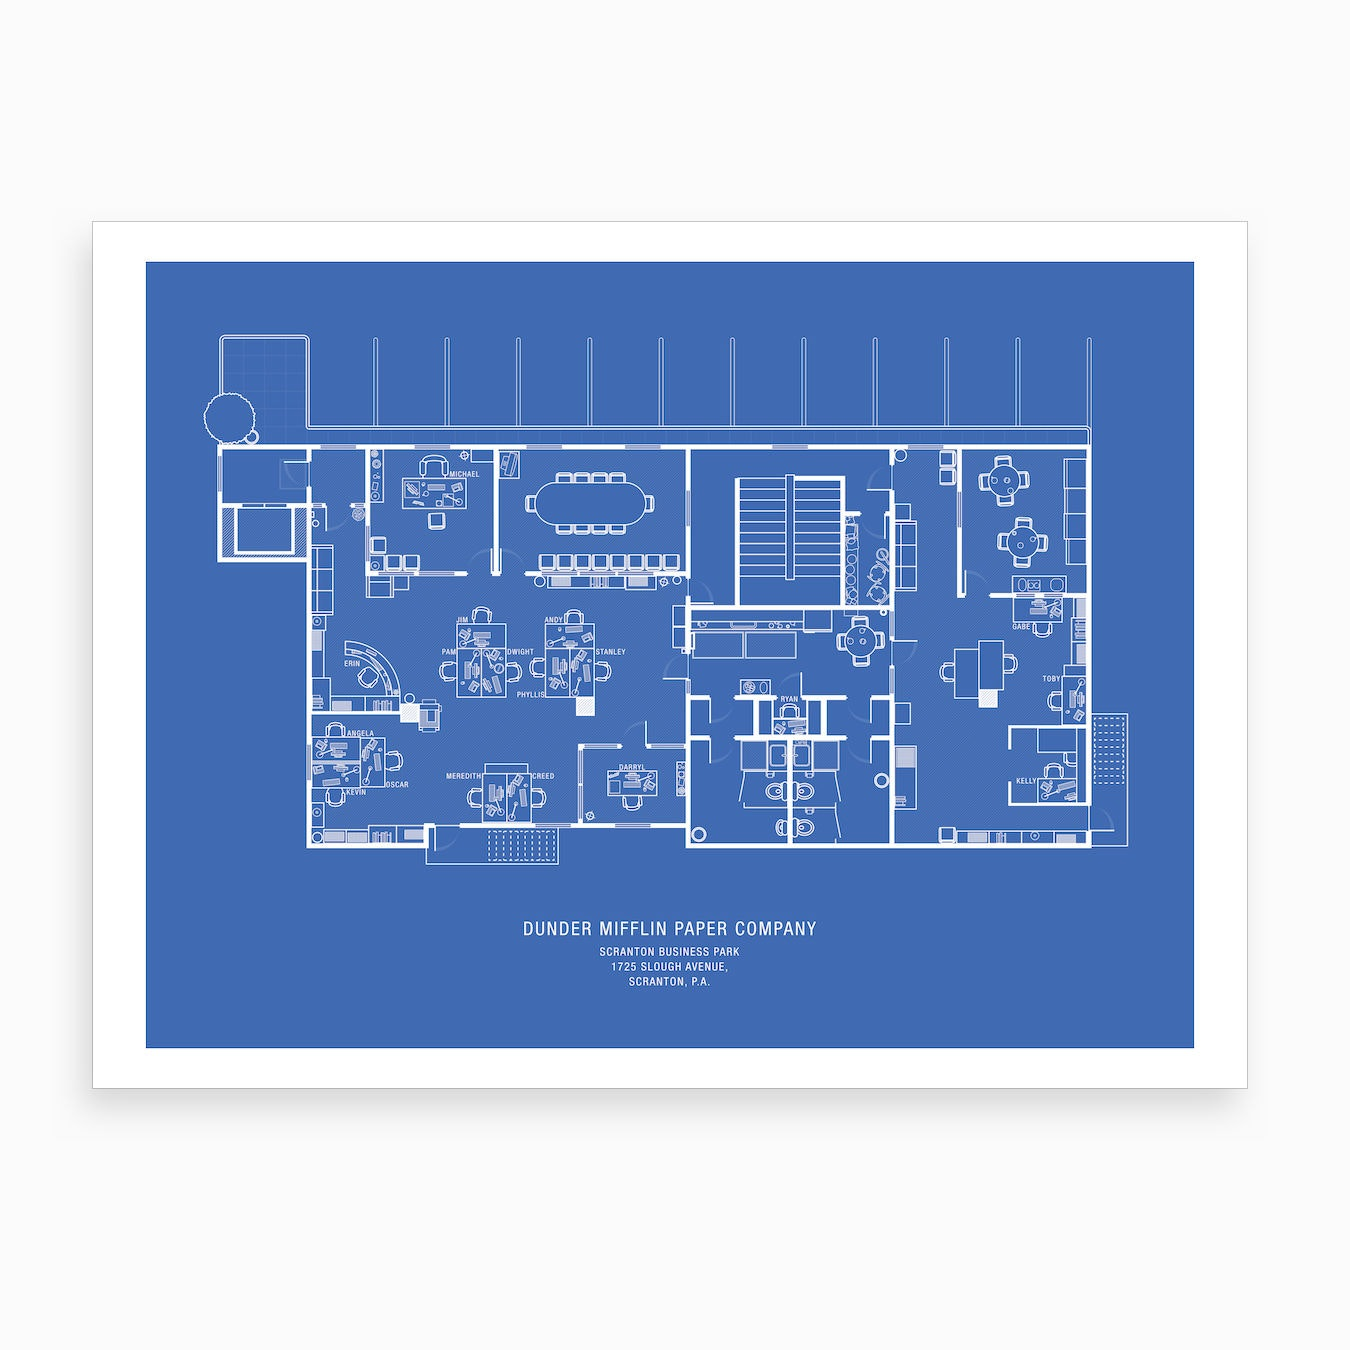 MICHAEL
JIM
ANDY
PAM
DWIGHT
STANLEY
GABE
ERIN
TOBY
PHYLLIS
RYAN
ANGELA
MEREDITH
CREED
DARRYL
KELLY
OSCAR
KEVIN
DUNDER MIFFLIN PAPER COMPANY
SCRANTON BUSINESS PARK
1725 SLOUGH AVENUE,
SCRANTON, P.A.